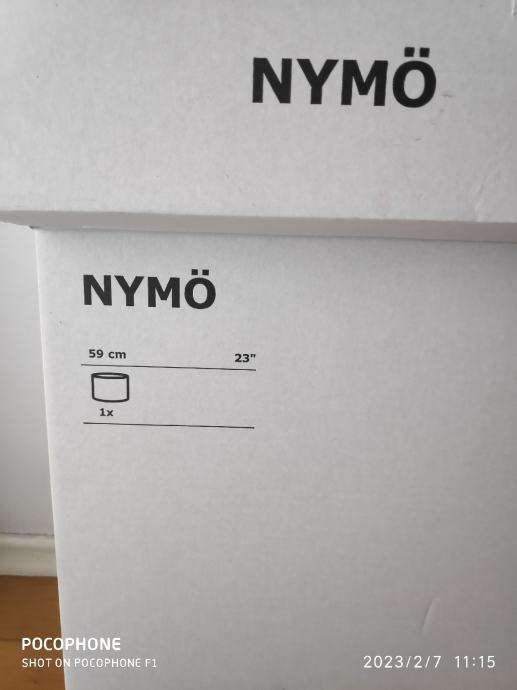 NYMÖ
NYMÖ
59 cm 23"
1x
POCOPHONE
SHOT ON POCOPHONE F1
2023/2/7 11:15